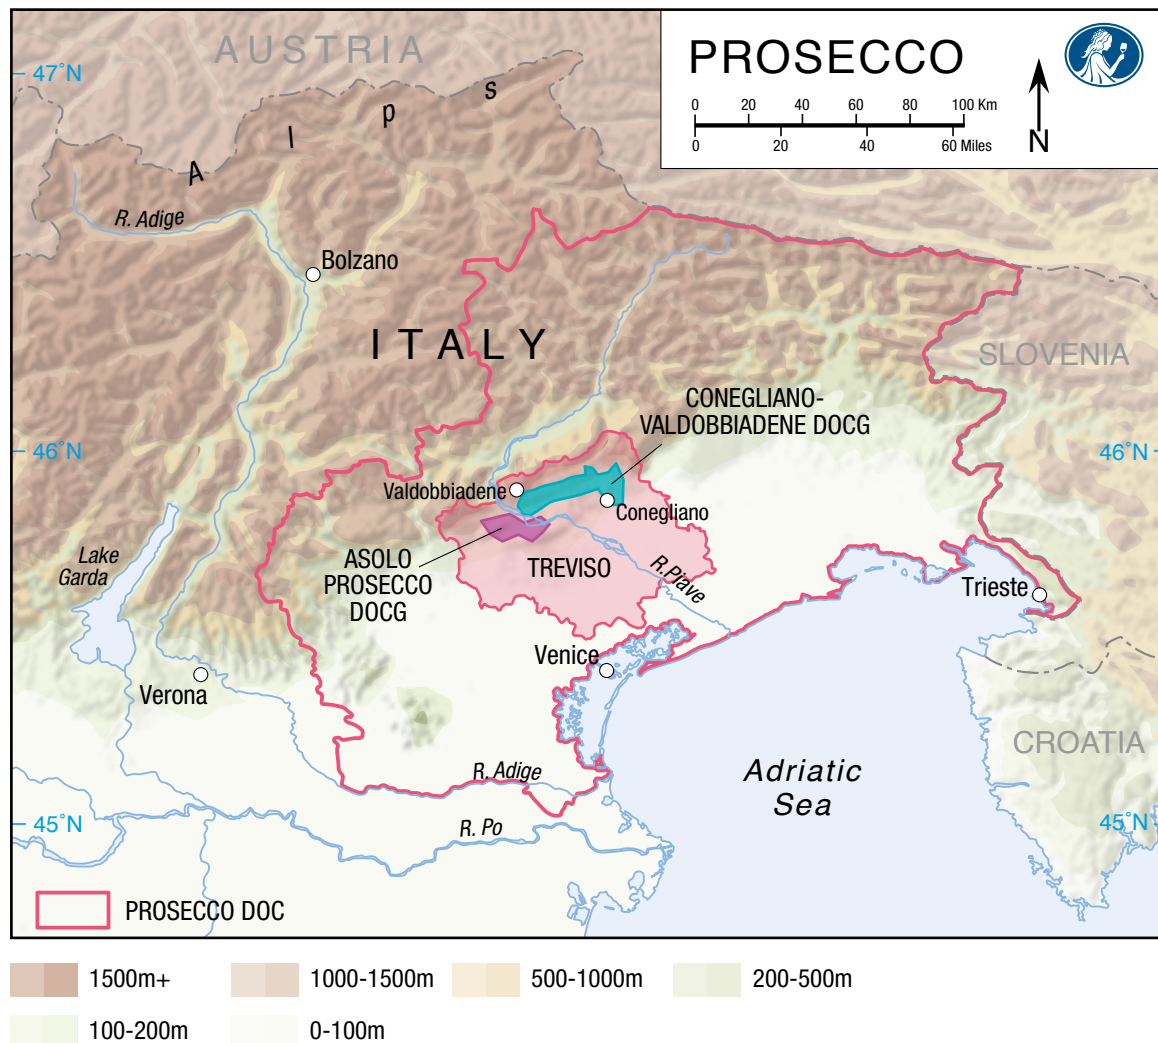 AUSTRIA
PROSECCO
0 20 40 60 80 100 Km
0 20 40 60 Miles
N
47°N
47°N
Alps
R. Adige
Bolzano
ITALY
SLOVENIA
CONEGLIANO-
VALDOBBIADENE DOCG
46°N
46°N
Valdobbiadene
Conegliano
ASOLO
PROSECCO
DOCG
TREVISO
R.Piave
Lake
Garda
Trieste
Venice
Verona
CROATIA
R. Adige
Adriatic
Sea
R. Po
45°N
45°N
PROSECCO DOC
1500m+
1000-1500m
500-1000m
200-500m
100-200m
0-100m